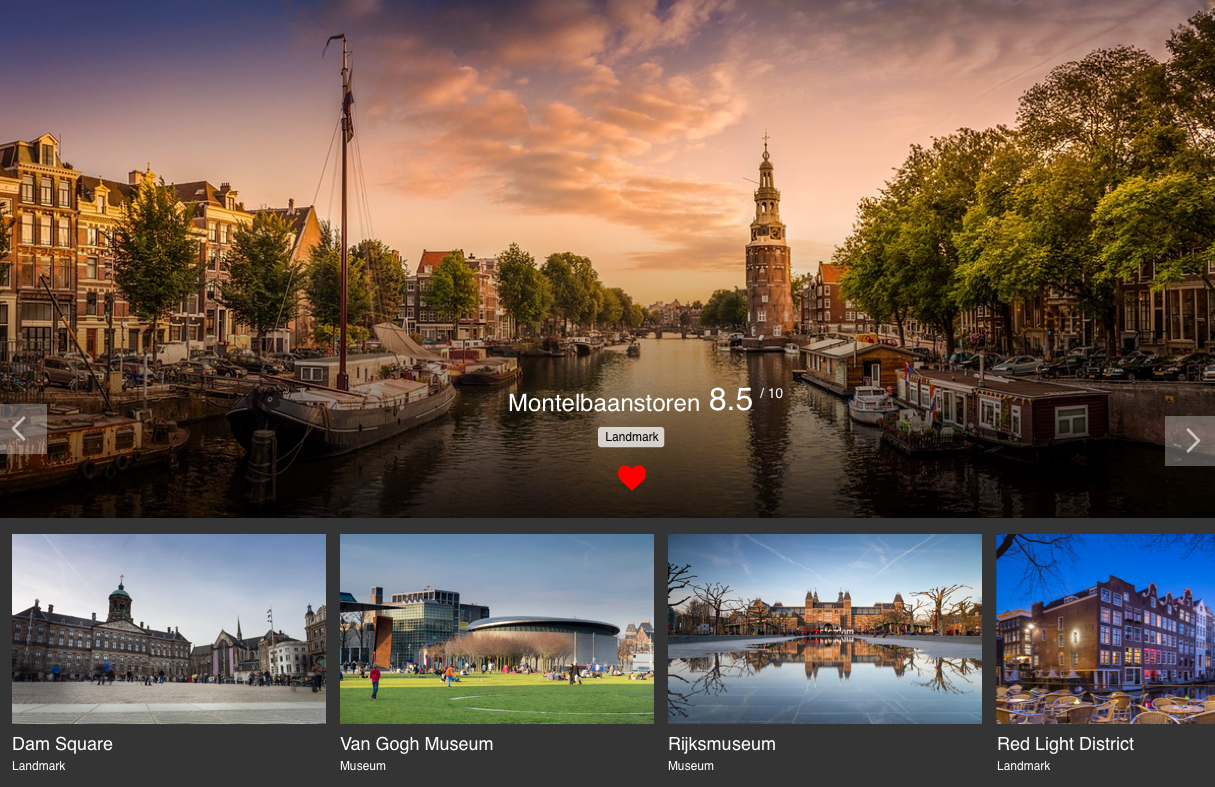 Montelbaanstoren 8.5 / 10
Landmark
Dam Square
Landmark
Van Gogh Museum
Museum
Rijksmuseum
Museum
Red Light District
Landmark